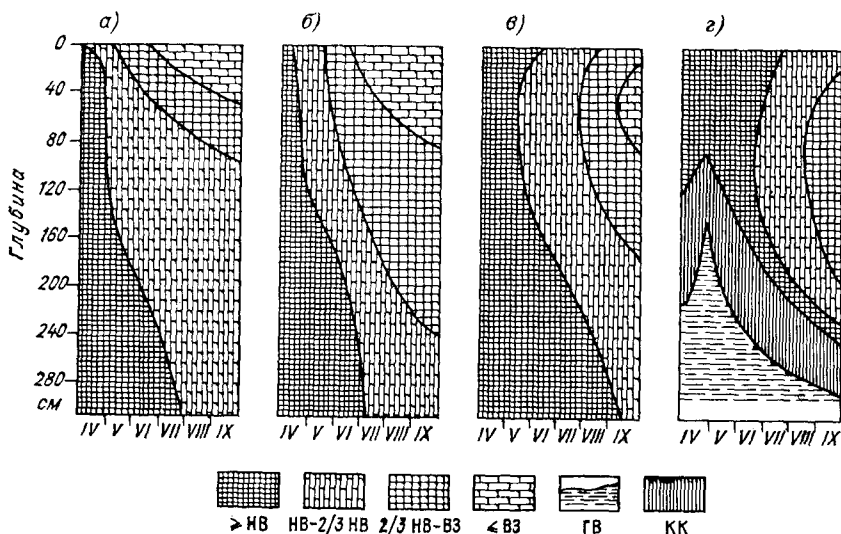 а) б) в) г)
Глубина
0
40
80
120
160
200
240
280
см
IV V VI VII VIII IX
IV V VI VII VIII IX
IV V VI VII VIII IX
IV V VI VII VIII IX
⩾ НВ НВ-2/3 НВ 2/3 НВ-ВЗ ⩽ ВЗ ГВ КК